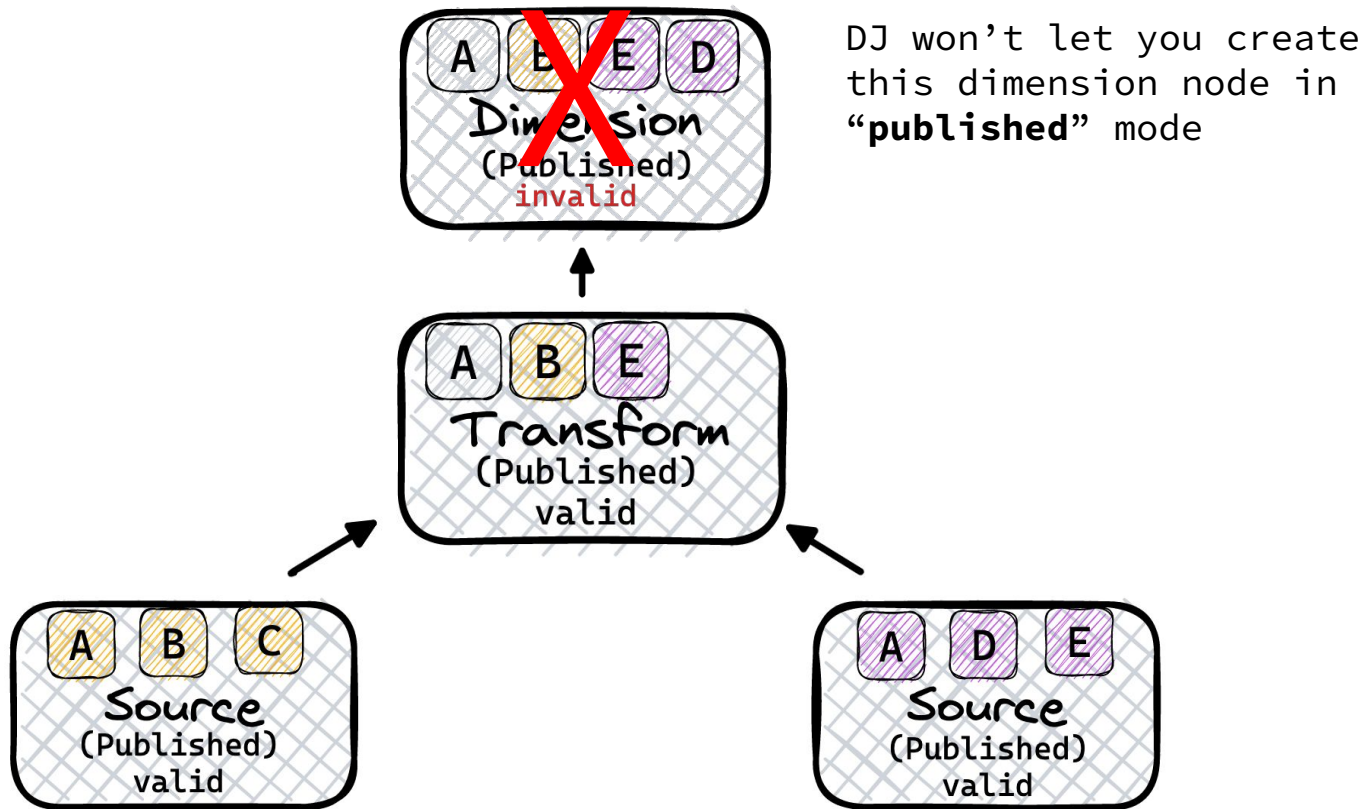 A B E D
Dimension
(Published)
invalid
X
DJ won’t let you create
this dimension node in
“published” mode
A B E
Transform
(Published)
valid
A B C
Source
(Published)
valid
A D E
Source
(Published)
valid